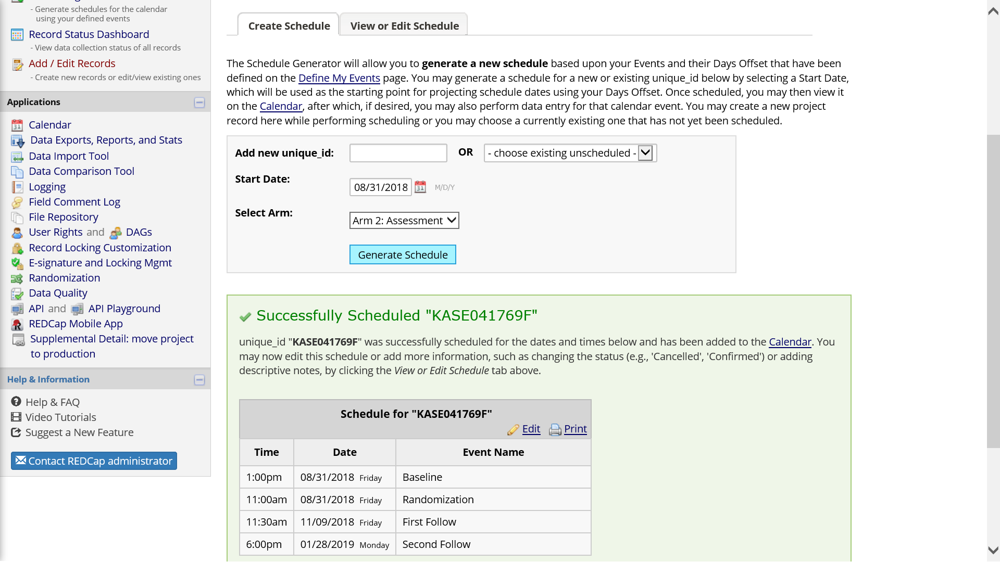 - Generate schedules for the calendar
using your defined events
Record Status Dashboard
- View data collection status of all records
Add / Edit Records
- Create new records or edit/view existing ones
Applications
Calendar
Data Exports, Reports, and Stats
Data Import Tool
Data Comparison Tool
Logging
Field Comment Log
File Repository
User Rights and DAGs
Record Locking Customization
E-signature and Locking Mgmt
Randomization
Data Quality
API and API Playground
REDCap Mobile App
Supplemental Detail: move project
to production
Help & Information
Help & FAQ
Video Tutorials
Suggest a New Feature
Contact REDCap administrator
Create Schedule
View or Edit Schedule
The Schedule Generator will allow you to generate a new schedule based upon your Events and their Days Offset that have been
defined on the Define My Events page. You may generate a schedule for a new or existing unique_id below by selecting a Start Date,
which will be used as the starting point for projecting schedule dates using your Days Offset. Once scheduled, you may then view it
on the Calendar, after which, if desired, you may also perform data entry for that calendar event. You may create a new project
record here while performing scheduling or you may choose a currently existing one that has not yet been scheduled.
Add new unique_id: OR - choose existing unscheduled -
Start Date: 08/31/2018 31 M/D/Y
Select Arm: Arm 2: Assessment
Generate Schedule
Successfully Scheduled "KASE041769F"
unique_id "KASE041769F" was successfully scheduled for the dates and times below and has been added to the Calendar. You
may now edit this schedule or add more information, such as changing the status (e.g., 'Cancelled', 'Confirmed') or adding
descriptive notes, by clicking the View or Edit Schedule tab above.
Schedule for "KASE041769F"
Edit Print
Time Date Event Name
1:00pm 08/31/2018 Friday Baseline
11:00am 08/31/2018 Friday Randomization
11:30am 11/09/2018 Friday First Follow
6:00pm 01/28/2019 Monday Second Follow